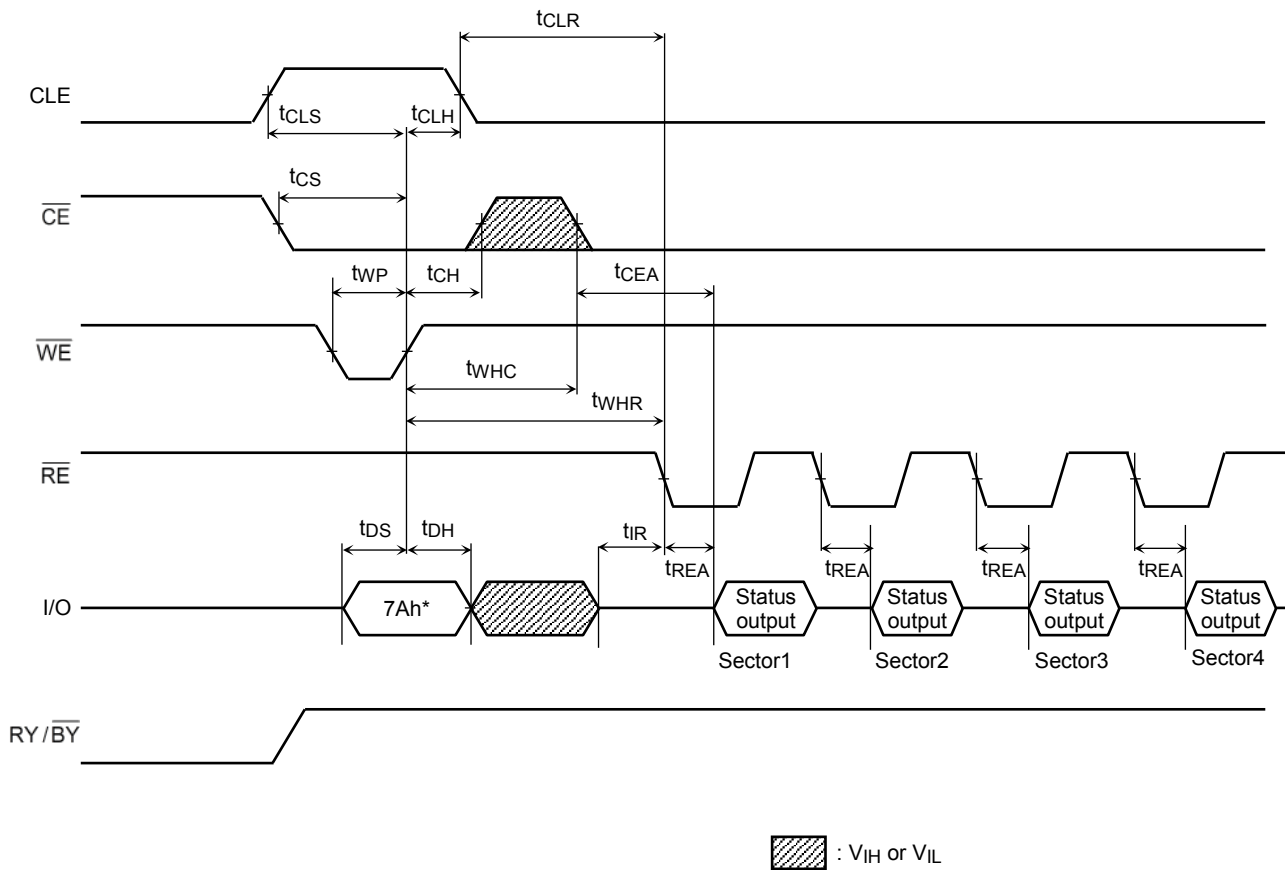 tCLR
CLE
tCLS
tCLH
tCS
CE
tWP
tCH
tCEA
WE
tWHC
tWHR
RE
tDS
tDH
tIR
tREA
tREA
tREA
tREA
I/O
7Ah*
Status
output
Status
output
Status
output
Status
output
Sector1
Sector2
Sector3
Sector4
RY/BY
: VIH or VIL